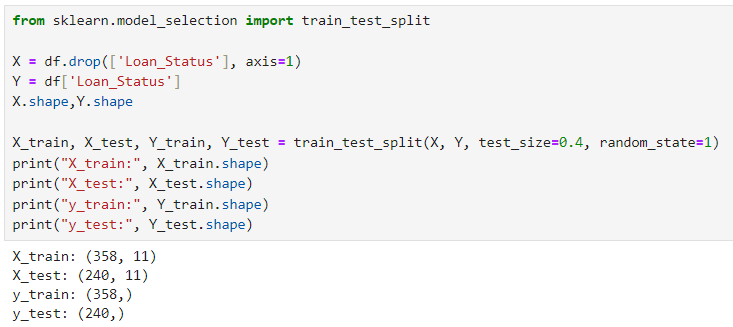 from sklearn.model_selection import train_test_split
X = df.drop(['Loan_Status'], axis=1)
Y = df['Loan_Status']
X.shape,Y.shape
X_train, X_test, Y_train, Y_test = train_test_split(X, Y, test_size=0.4, random_state=1)
print("X_train:", X_train.shape)
print("X_test:", X_test.shape)
print("y_train:", Y_train.shape)
print("y_test:", Y_test.shape)
X_train: (358, 11)
X_test: (240, 11)
y_train: (358,)
y_test: (240,)